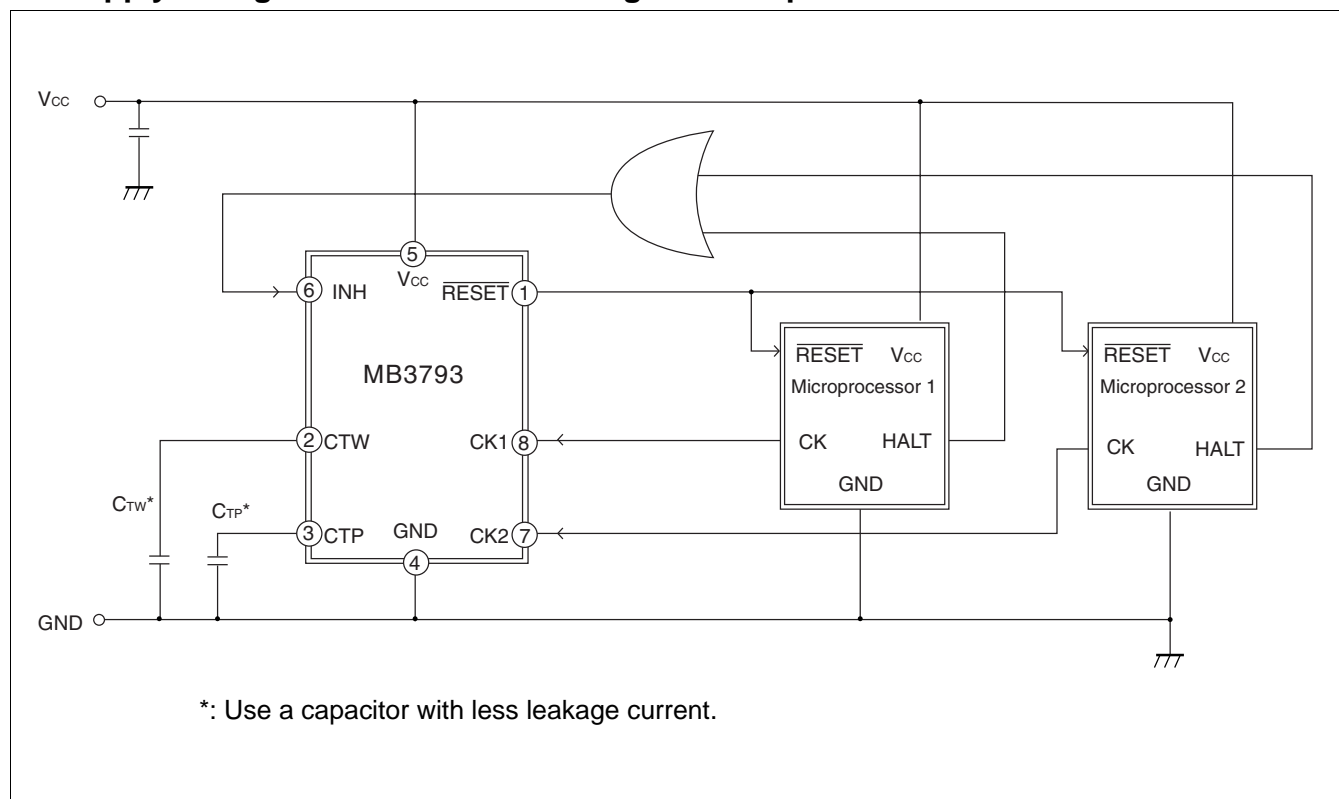 Vcc
6 INH
5
Vcc
RESET 1
MB3793
2 CTW
CK1 8
3 CTP
GND
4
CK2 7
CTW*
CTP*
RESET Vcc
Microprocessor 1
CK HALT
GND
RESET Vcc
Microprocessor 2
CK HALT
GND
GND
*: Use a capacitor with less leakage current.